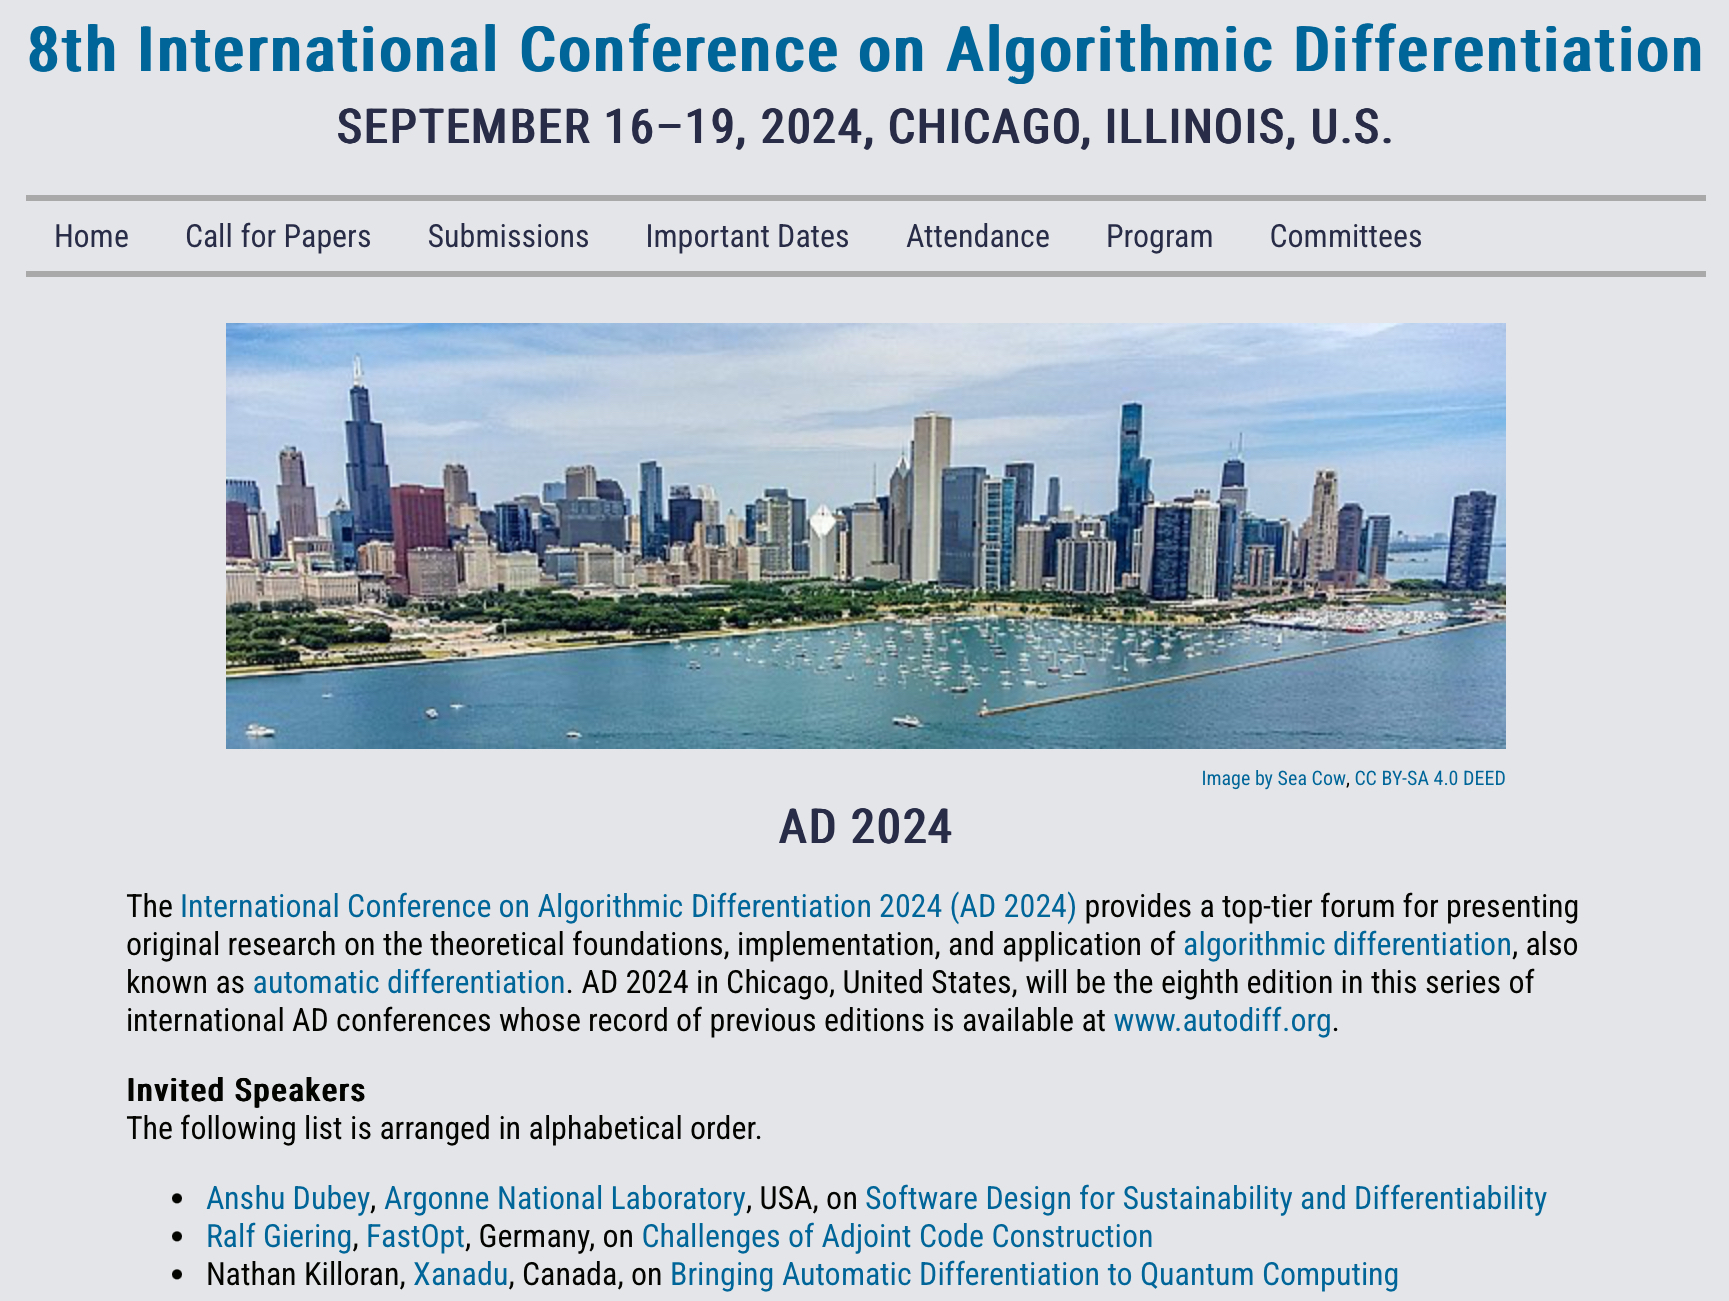 8th International Conference on Algorithmic Differentiation
SEPTEMBER 16–19, 2024, CHICAGO, ILLINOIS, U.S.
Home Call for Papers Submissions Important Dates Attendance Program Committees
Image by Sea Cow, CC BY-SA 4.0 DEED
AD 2024
The International Conference on Algorithmic Differentiation 2024 (AD 2024) provides a top-tier forum for presenting
original research on the theoretical foundations, implementation, and application of algorithmic differentiation, also
known as automatic differentiation. AD 2024 in Chicago, United States, will be the eighth edition in this series of
international AD conferences whose record of previous editions is available at www.autodiff.org.
Invited Speakers
The following list is arranged in alphabetical order.
• Anshu Dubey, Argonne National Laboratory, USA, on Software Design for Sustainability and Differentiability
• Ralf Giering, FastOpt, Germany, on Challenges of Adjoint Code Construction
• Nathan Killoran, Xanadu, Canada, on Bringing Automatic Differentiation to Quantum Computing